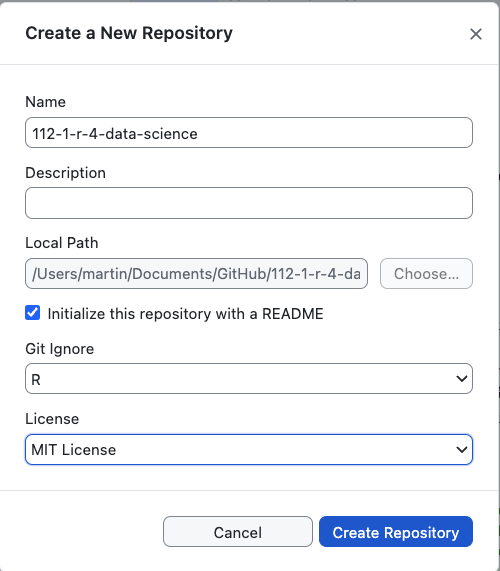 Create a New Repository
Name
112-1-r-4-data-science
Description
Local Path
/Users/martin/Documents/GitHub/112-1-r-4-da
Choose...
Initialize this repository with a README
Git Ignore
R
License
MIT License
Cancel
Create Repository